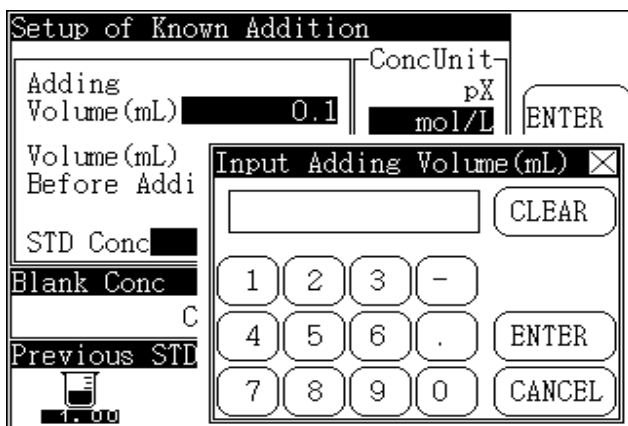 Setup of Known Addition
ConcUnit
Adding
Volume(mL) 0.1
pX
mol/L
ENTER
Volume(mL)
Before Addi
STD Conc
Input Adding Volume(mL)
CLEAR
1 2 3 -
4 5 6 . ENTER
7 8 9 0 CANCEL
Blank Conc
C
Previous STD
1.00